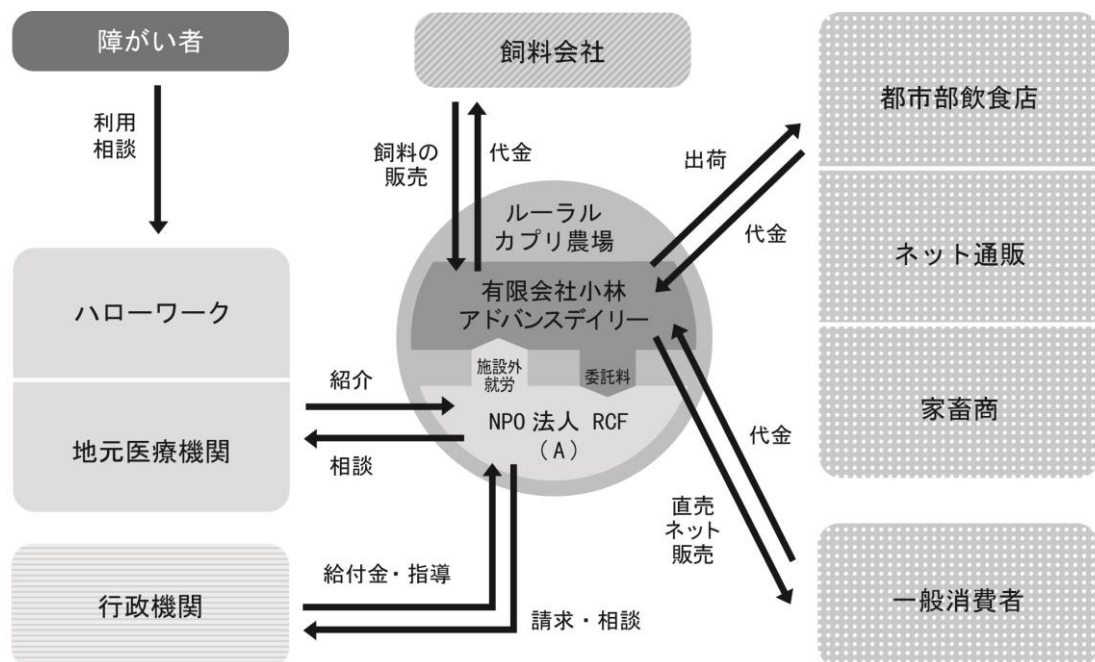 障がい者
利用
相談
ハローワーク
地元医療機関
行政機関
飼料会社
飼料の
販売
代金
ルーラル
カプリ農場
有限会社小林
アドバンスデイリー
施設外
就労
委託料
NPO 法人 RCF
(A)
紹介
相談
給付金・指導
請求・相談
出荷
代金
代金
直売
ネット
販売
都市部飲食店
ネット通販
家畜商
一般消費者